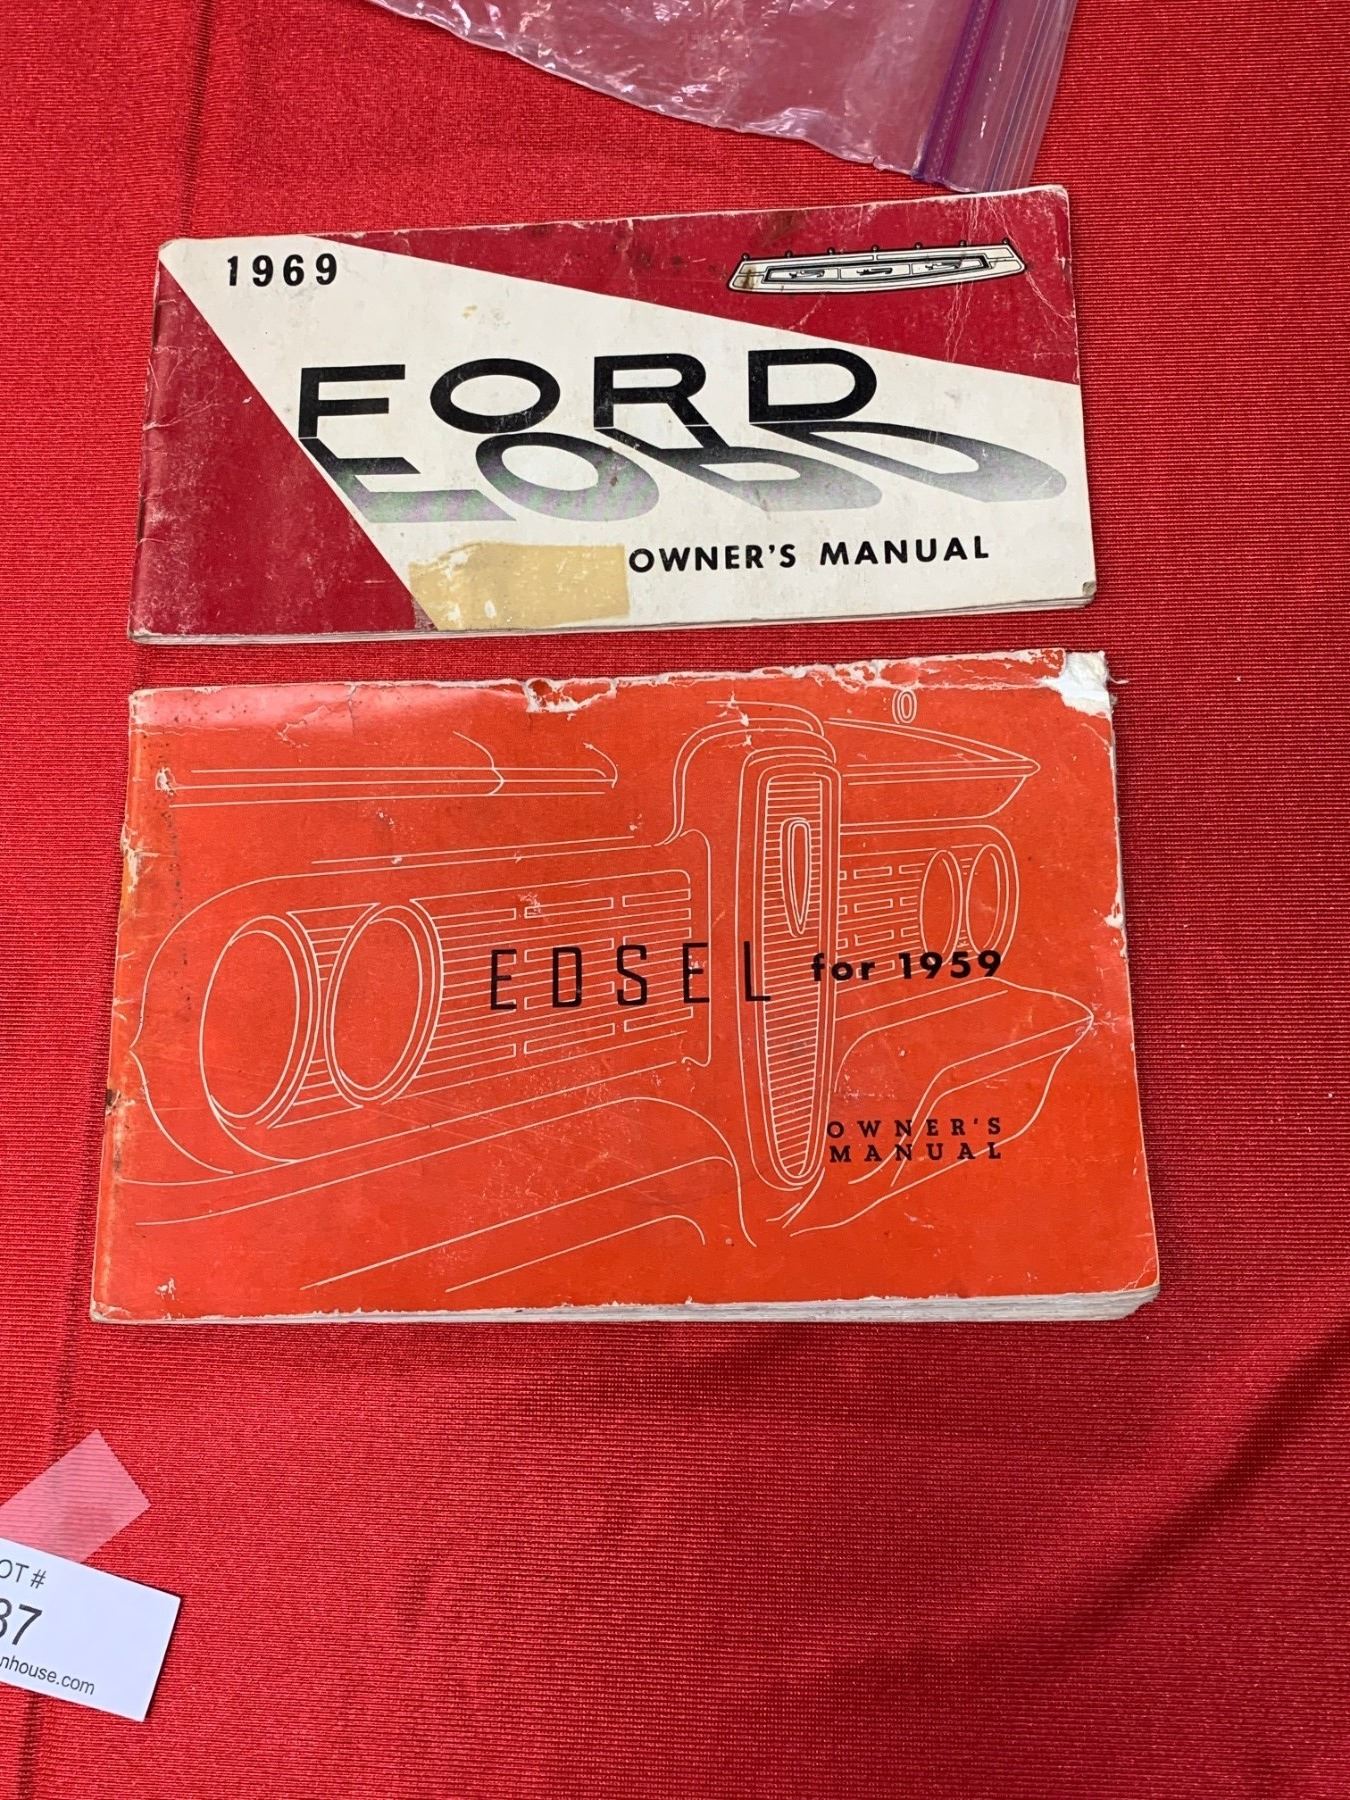 1969
FORD
OWNER'S MANUAL
EDSEL for 1959
OWNER'S
MANUAL
OT #
37
nhouse.com